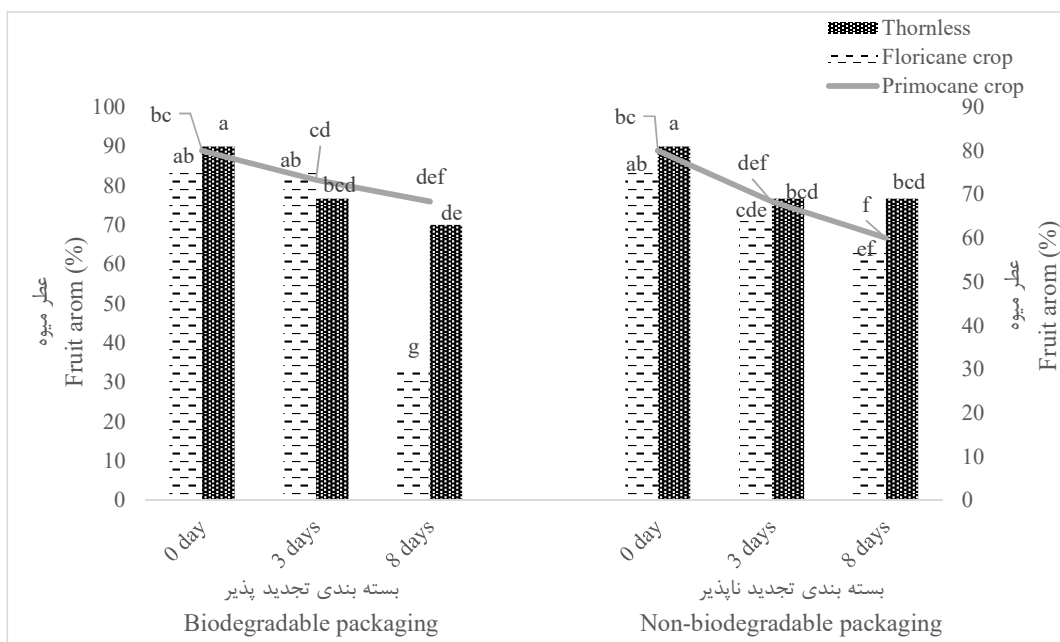 Thornless
Floricane crop
Primocane crop
100
90
80
70
60
50
40
30
20
10
0
90
80
70
60
50
40
30
20
10
0
عطر میوه
Fruit arom (%)
عطر میوه
Fruit arom (%)
bc
a
ab
ab
cd
bcd
def
de
g
bc
a
ab
def
bcd
cde
bcd
f
ef
0 day
3 days
8 days
0 day
3 days
8 days
بسته بندی تجدید پذیر
بسته بندی تجدید ناپذیر
Biodegradable packaging
Non-biodegradable packaging